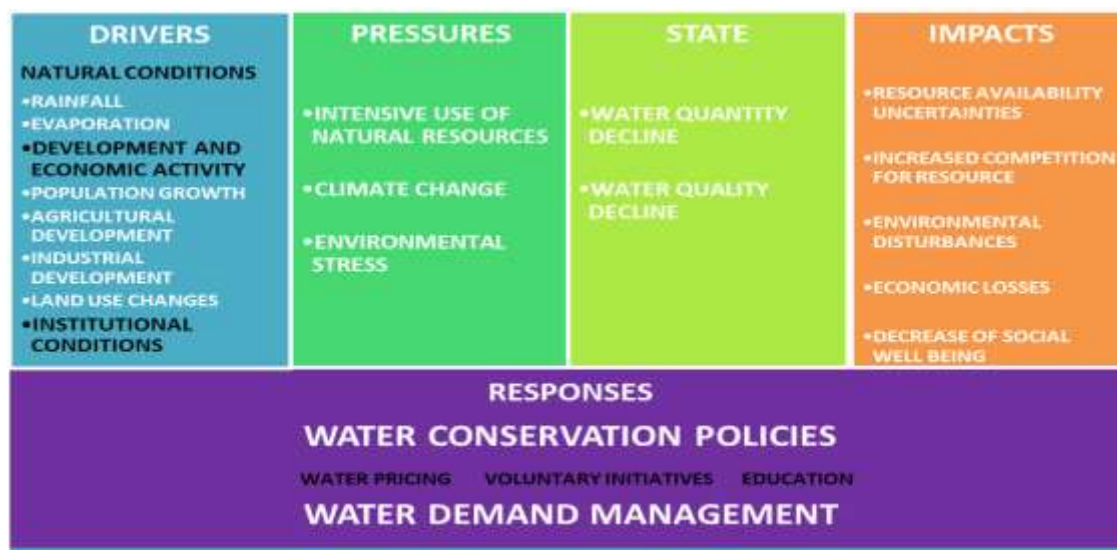 DRIVERS
NATURAL CONDITIONS
•RAINFALL
•EVAPORATION
•DEVELOPMENT AND
ECONOMIC ACTIVITY
•POPULATION GROWTH
•AGRICULTURAL
DEVELOPMENT
•INDUSTRIAL
DEVELOPMENT
•LAND USE CHANGES
•INSTITUTIONAL
CONDITIONS
PRESSURES
•INTENSIVE USE OF
NATURAL RESOURCES
•CLIMATE CHANGE
•ENVIRONMENTAL
STRESS
STATE
•WATER QUANTITY
DECLINE
•WATER QUALITY
DECLINE
IMPACTS
•RESOURCE AVAILABILITY
UNCERTAINTIES
•INCREASED COMPETITION
FOR RESOURCE
•ENVIRONMENTAL
DISTURBANCES
•ECONOMIC LOSSES
•DECREASE OF SOCIAL
WELL BEING
RESPONSES
WATER CONSERVATION POLICIES
WATER PRICING VOLUNTARY INITIATIVES EDUCATION
WATER DEMAND MANAGEMENT